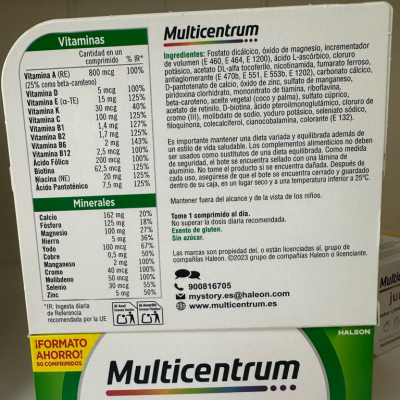 Vitaminas
Cantidad en un
comprimido % IR*
Vitamina A (RE) 800 mcg 100%
(25% como beta-caroteno)
Vitamina D 5 mcg 100%
Vitamina E (α-TE) 15 mg 125%
Vitamina K 30 mcg 40%
Vitamina C 100 mg 125%
Vitamina B1 1,4 mg 127%
Vitamina B2 1,7 mg 125%
Vitamina B6 2 mg 143%
Vitamina B12 2,5 mcg 100%
Ácido Fólico 200 mcg 100%
Biotina 62,5 mcg 125%
Niacina (NE) 20 mg 125%
Ácido Pantoténico 7,5 mg 125%
Minerales
Calcio 162 mg 20%
Fósforo 125 mg 18%
Magnesio 100 mg 27%
Hierro 5 mg 36%
Yodo 100 mcg 67%
Cobre 0,5 mg 50%
Manganeso 2 mg 100%
Cromo 40 mcg 100%
Molibdeno 50 mcg 100%
Selenio 30 mcg 55%
Zinc 5 mg 50%
*IR: Ingesta diaria
de Referencia
recomendada por la UE
Multicentrum
Ingredientes: Fosfato dicálcico, óxido de magnesio, incrementador
de volumen (E 460, E 464, E 1200), ácido L-ascórbico, cloruro
potásico, acetato DL-alfa tocoferilo, nicotinamida, fumarato ferroso,
antiaglomerante (E 470b, E 551, E 553b, E 1202), carbonato cálcico,
D-pantotenato de calcio, óxido de zinc, sulfato de manganeso,
piridoxina clorhidrato, mononitrato de tiamina, riboflavina,
beta-caroteno, aceite vegetal (coco y palma), sulfato cúprico,
acetato de retinilo, D-biotina, ácido pteroilmonoglutámico, cloruro de
cromo (III), molibdato de sodio, yoduro potásico, selenito sódico,
filoquinona, colecalciferol, cianocobalamina, colorante (E 132).
Es importante mantener una dieta variada y equilibrada además de
un estilo de vida saludable. Los complementos alimenticios no deben
ser usados como sustitutos de una dieta equilibrada. Como medida
de seguridad, el bote se encuentra sellado con una lámina de
aluminio. No tome el producto si se encuentra dañada. Después de
cada uso, asegúrese de que el bote se encuentra cerrado y guardado
dentro de su caja, en un lugar seco y a una temperatura inferior a 25ºC.
Mantener fuera del alcance y de la vista de los niños.
Tome 1 comprimido al día.
No superar la dosis diaria recomendada.
Exento de gluten.
Sin azúcar.
Las marcas son propiedad del, o están licenciadas al, grupo de
compañías Haleon. ©2023 grupo de compañías Haleon o licenciante.
900816705
mystory.es@haleon.com
www.multicentrum.es
HALEON
¡FORMATO
AHORRO!
90 COMPRIMIDOS
Multicentrum